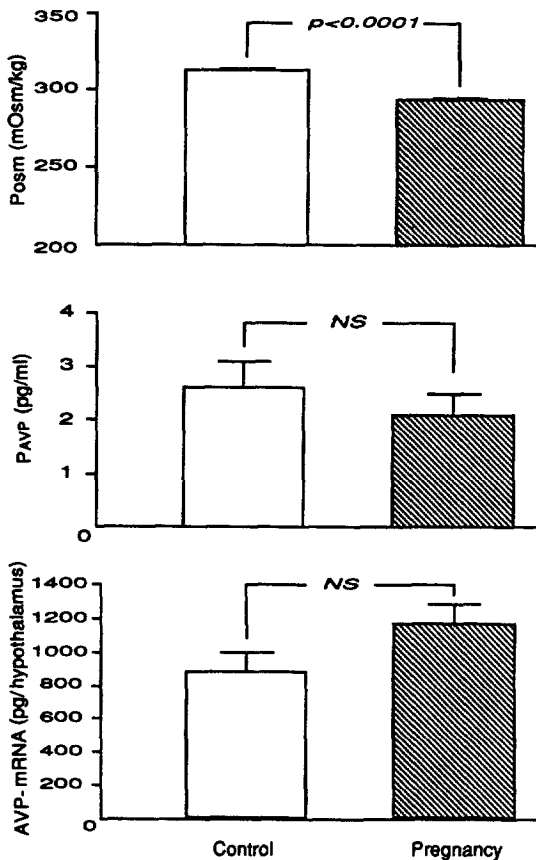 350
300
250
200
Posm (mOsm/kg)
p<0.0001
4
3
2
1
0
PAVP (pg/ml)
NS
1400
1200
1000
800
600
400
200
0
AVP-mRNA (pg/hypothalamus)
NS
Control Pregnancy